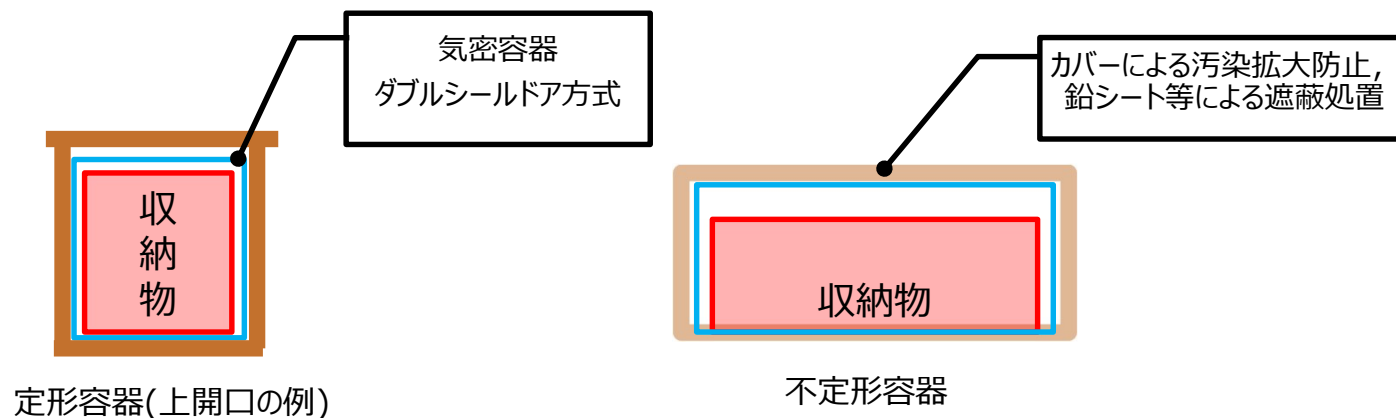 気密容器
ダブルシールドア方式
カバーによる汚染拡大防止,
鉛シート等による遮蔽処置
収
納
物
収納物
定形容器(上開口の例)
不定形容器